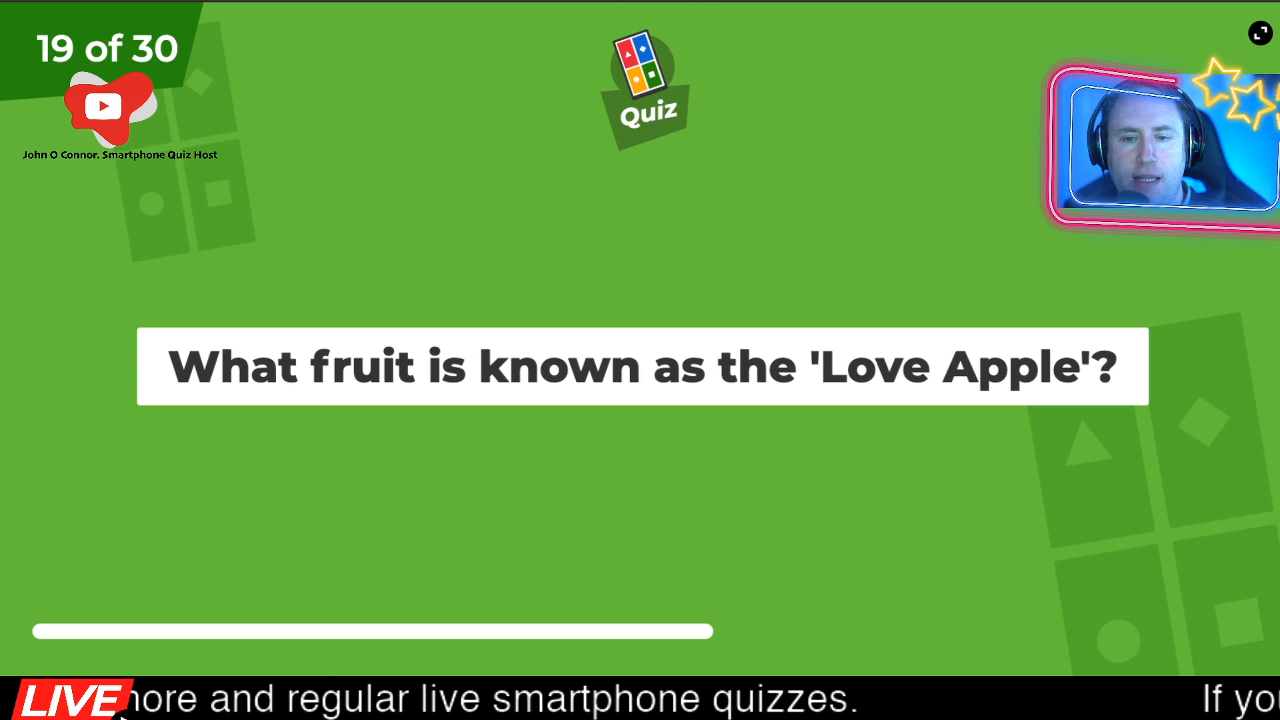 19 of 30
John O Connor. Smartphone Quiz Host
Quiz
What fruit is known as the 'Love Apple'?
LIVE
more and regular live smartphone quizzes.
If you